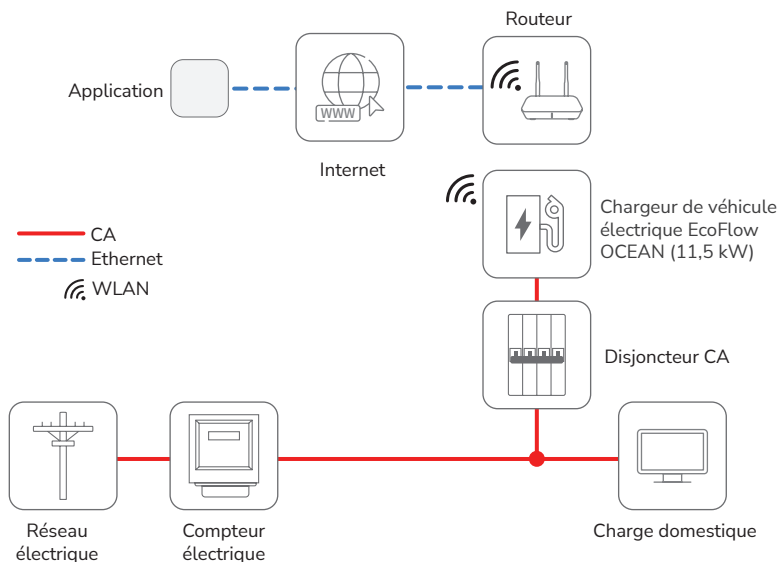 Routeur
Application
WWW
Internet
Chargeur de véhicule
électrique EcoFlow
OCEAN (11,5 kW)
CA
Ethernet
WLAN
Disjoncteur CA
Réseau
électrique
Compteur
électrique
Charge domestique